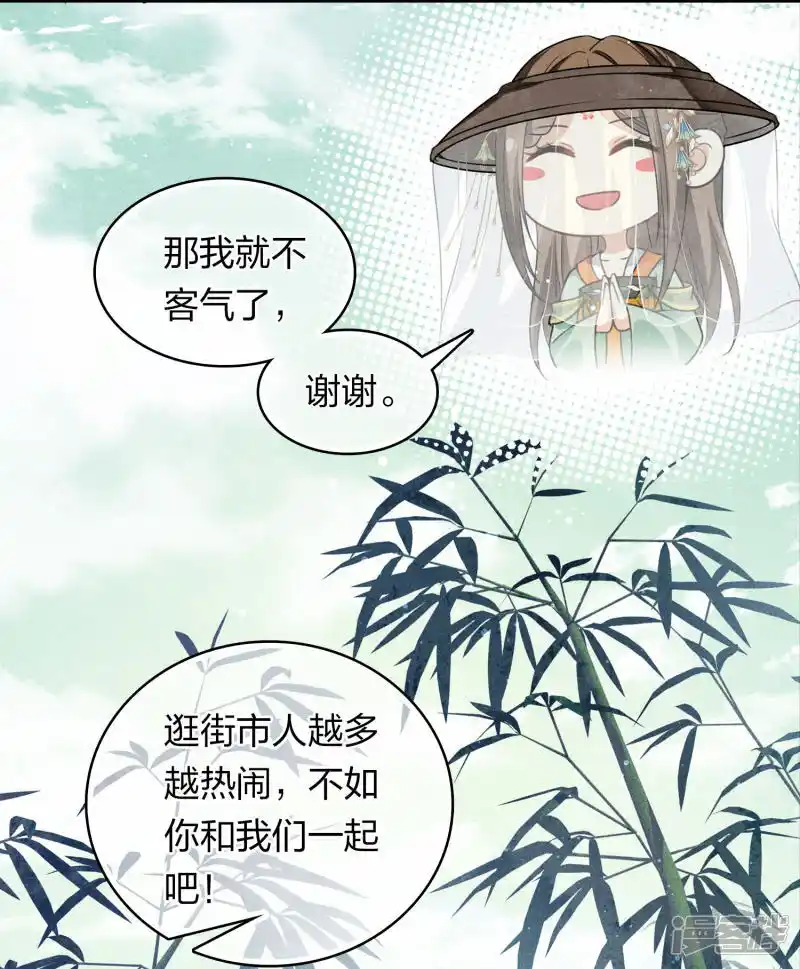 那我就不
客气了，
谢谢。
逛街市人越多
越热闹，不如
你和我们一起
吧！
漫客栈